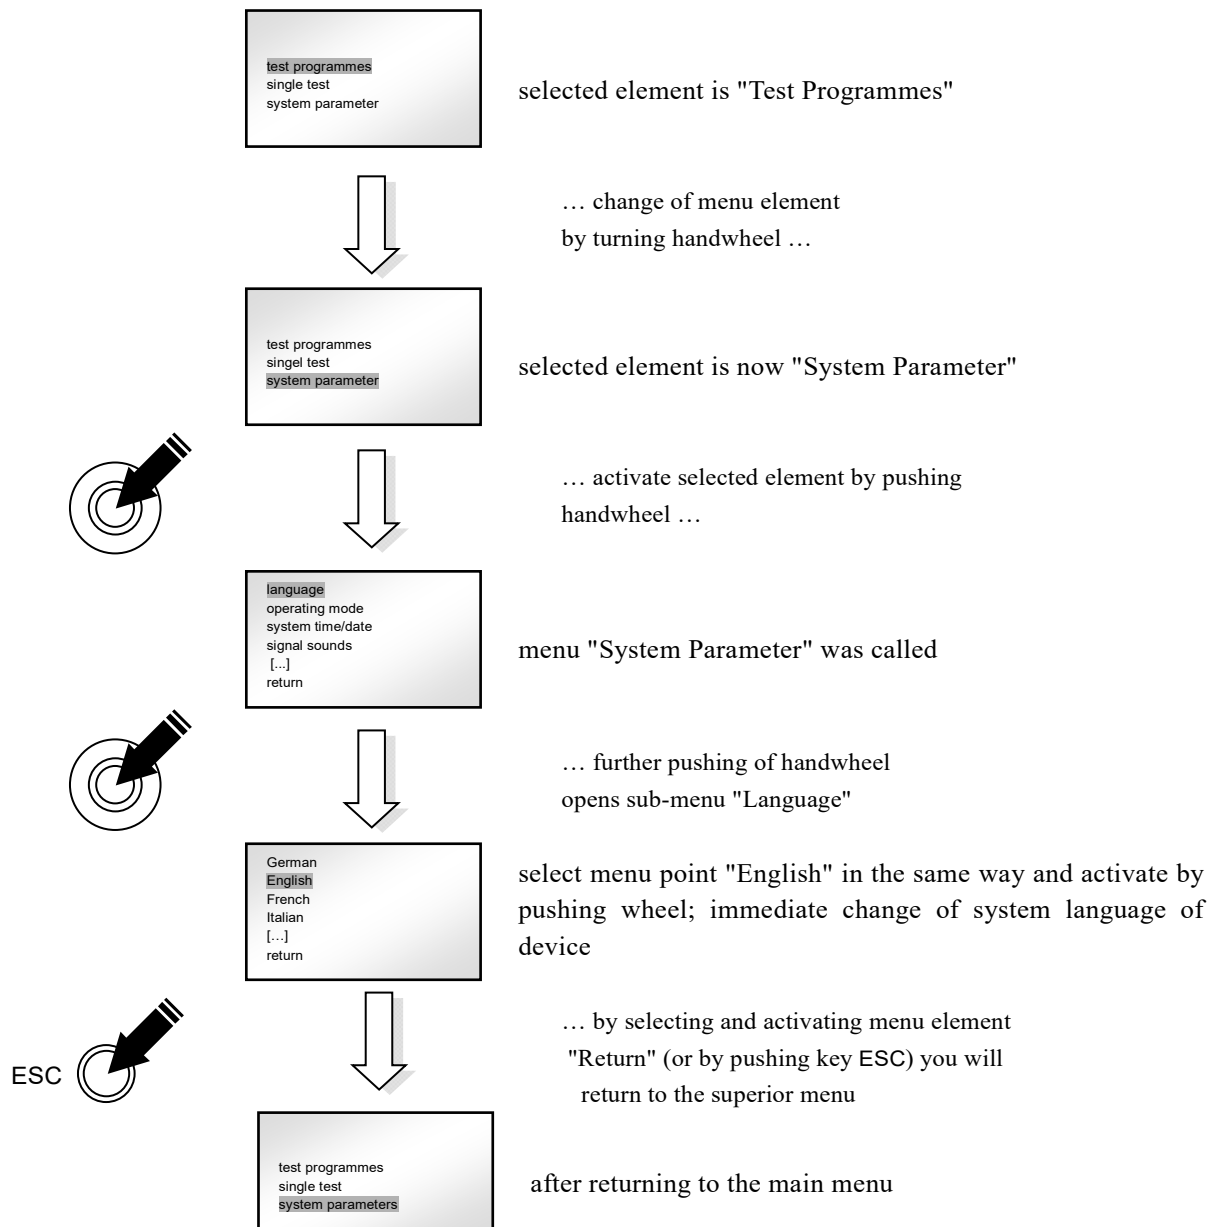 test programmes
single test
system parameter
selected element is "Test Programmes"
… change of menu element
by turning handwheel …
test programmes
singel test
system parameter
selected element is now "System Parameter"
… activate selected element by pushing
handwheel …
language
operating mode
system time/date
signal sounds
[...]
return
menu "System Parameter" was called
… further pushing of handwheel
opens sub-menu "Language"
German
English
French
Italian
[…]
return
select menu point "English" in the same way and activate by
pushing wheel; immediate change of system language of
device
ESC
… by selecting and activating menu element
"Return" (or by pushing key ESC) you will
return to the superior menu
test programmes
single test
system parameters
after returning to the main menu